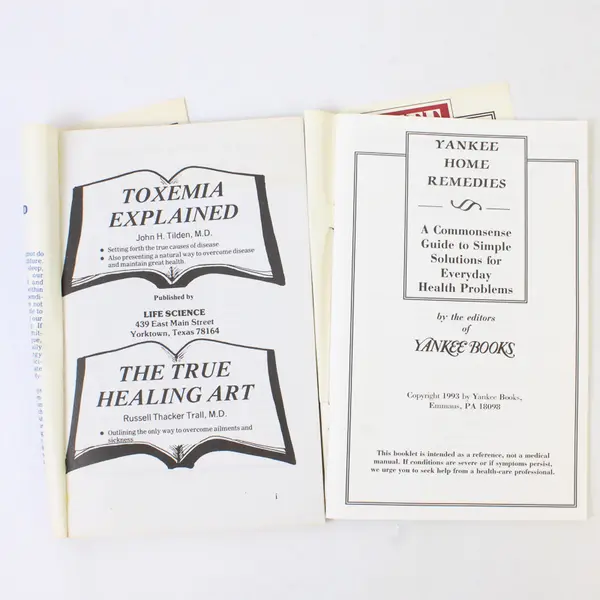 TOXEMIA
EXPLAINED
John H. Tilden, M.D.
● Setting forth the true causes of disease
● Also presenting a natural way to overcome disease
and maintain great health.
Published by
LIFE SCIENCE
439 East Main Street
Yorktown, Texas 78164
THE TRUE
HEALING ART
Russell Thacker Trall, M.D.
● Outlining the only way to overcome ailments and
sickness
YANKEE
HOME
REMEDIES
A Commonsense
Guide to Simple
Solutions for
Everyday
Health Problems
by the editors
of
YANKEE BOOKS
Copyright 1993 by Yankee Books,
Emmaus, PA 18098
This booklet is intended as a reference, not a medical
manual. If conditions are severe or if symptoms persist,
we urge you to seek help from a health-care professional.